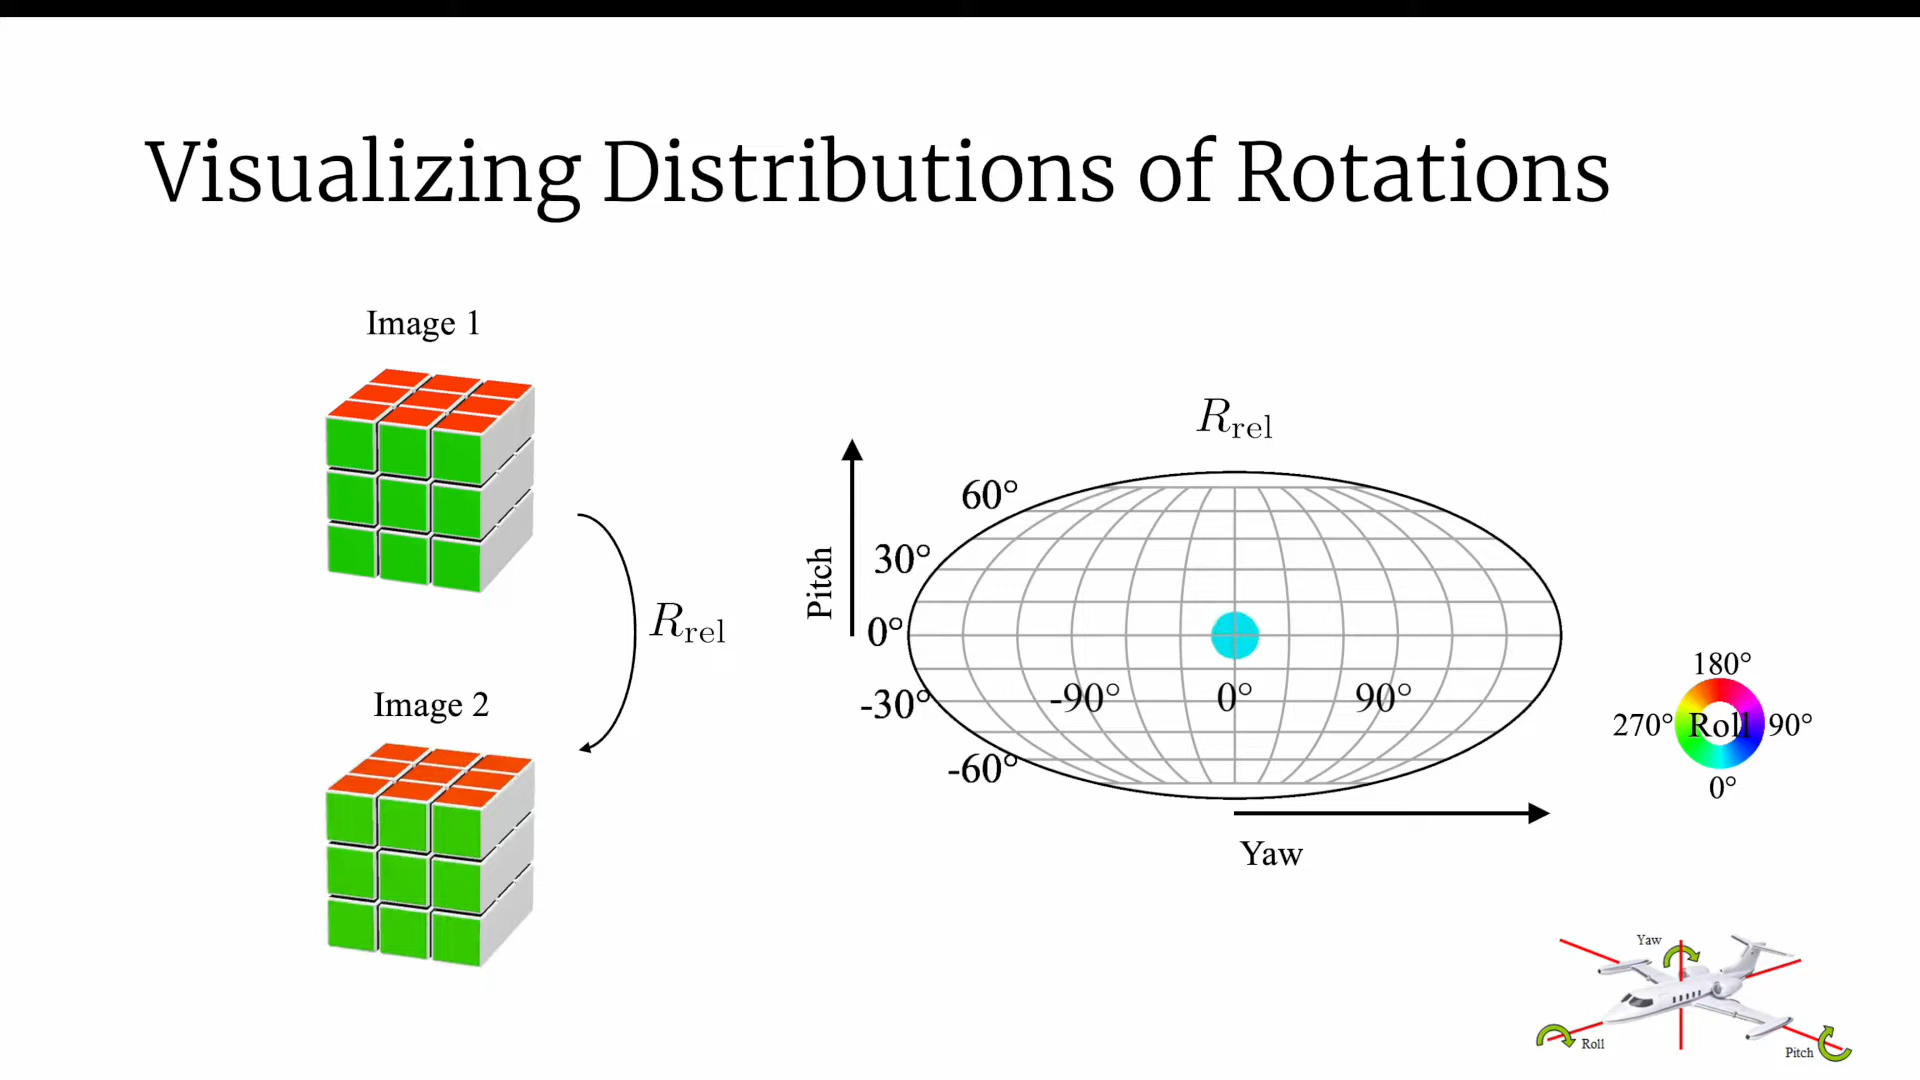 Visualizing Distributions of Rotations
Image 1
R_rel
Image 2
R_rel
Pitch
60°
30°
0°
-30°
-60°
-90° 0° 90°
Yaw
180°
270° Roll 90°
0°
Yaw
Roll
Pitch